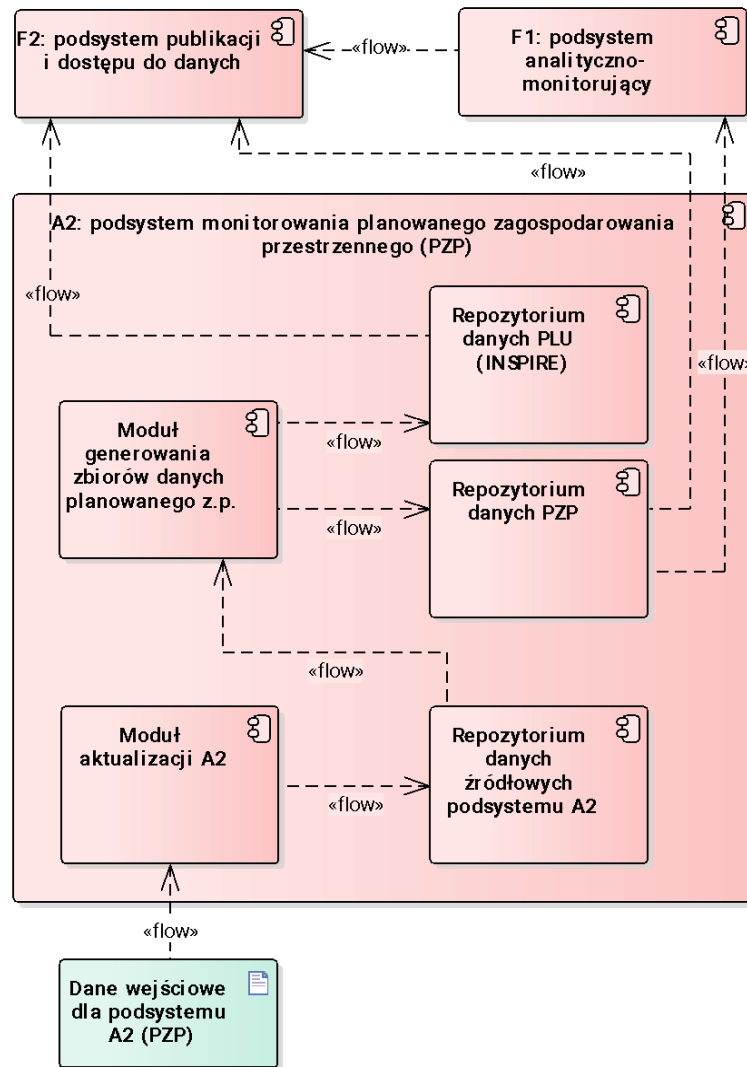 F2: podsystem publikacji
i dostępu do danych
F1: podsystem
analityczno-
monitorujący
«flow»
«flow»
«flow»
A2: podsystem monitorowania planowanego zagospodarowania
przestrzennego (PZP)
«flow»
Repozytorium
danych PLU
(INSPIRE)
«flow»
Moduł
generowania
zbiorów danych
planowanego z.p.
«flow»
Repozytorium
danych PZP
«flow»
«flow»
Moduł
aktualizacji A2
Repozytorium
danych
źródłowych
podsystemu A2
«flow»
«flow»
Dane wejściowe
dla podsystemu
A2 (PZP)